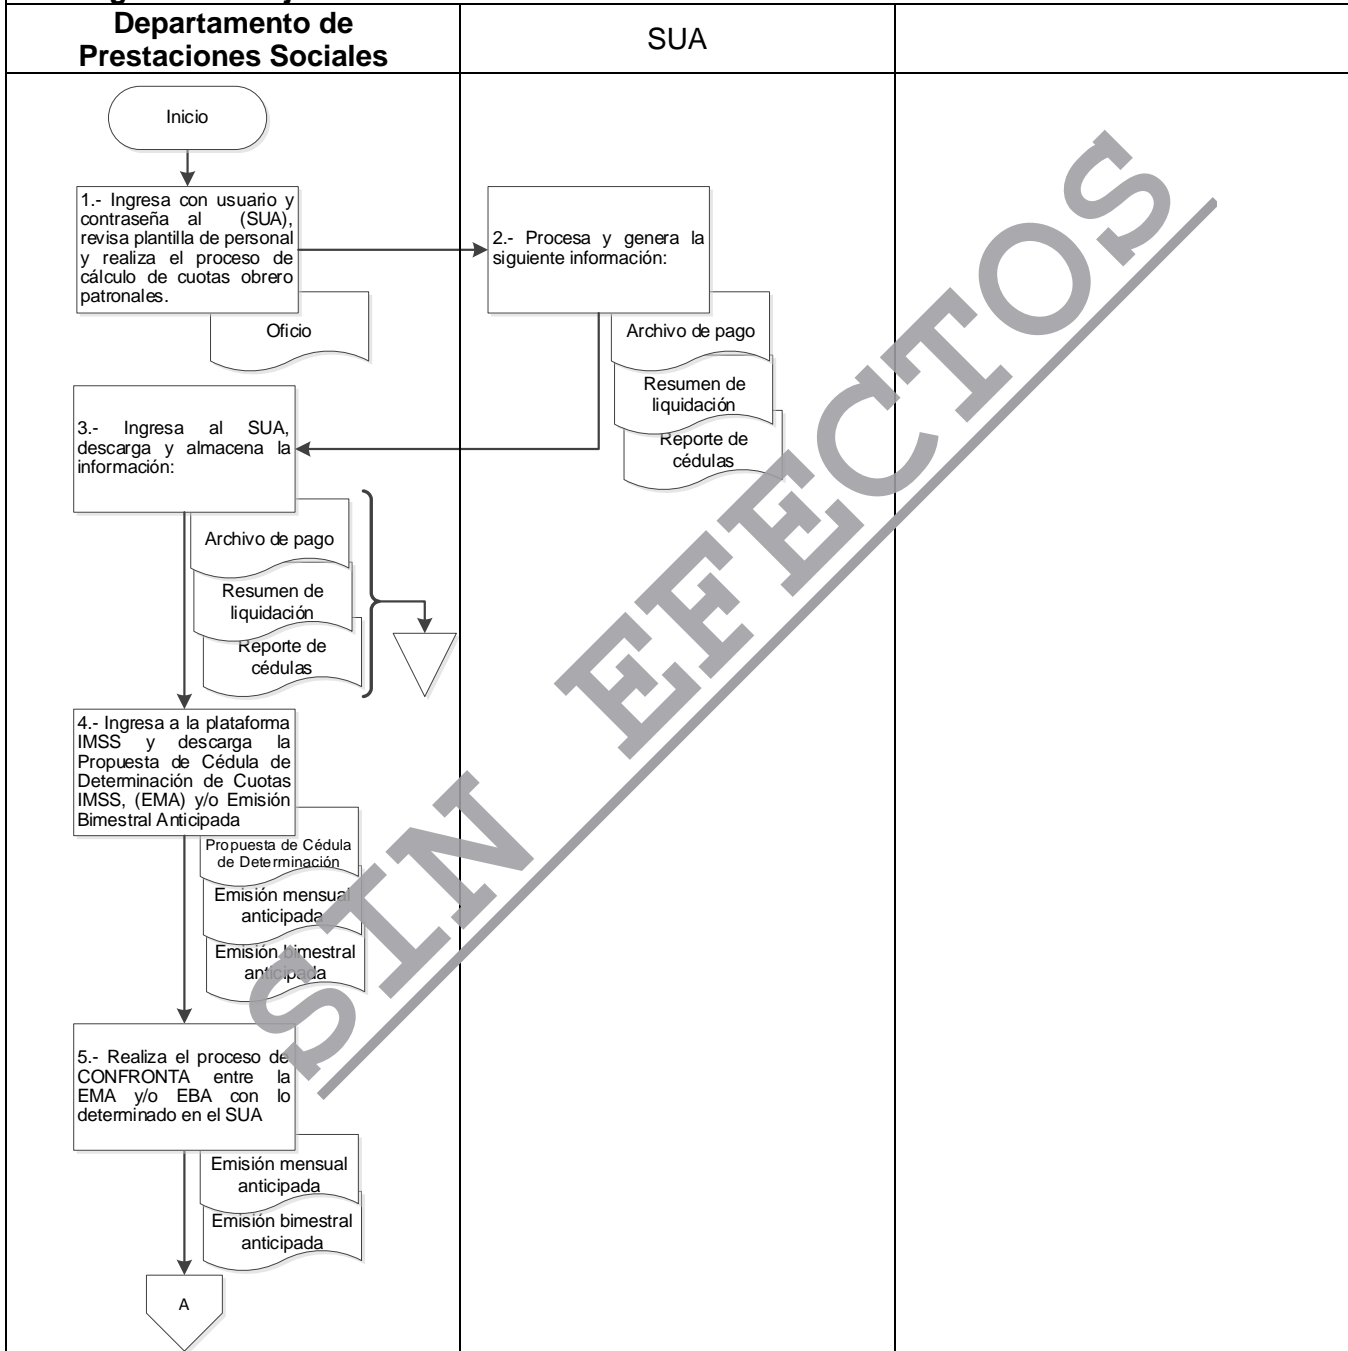 Departamento de
Prestaciones Sociales
SUA
Inicio
1.- Ingresa con usuario y
contraseña al (SUA),
revisa plantilla de personal
y realiza el proceso de
cálculo de cuotas obrero
patronales.
Oficio
2.- Procesa y genera la
siguiente información:
Archivo de pago
Resumen de
liquidación
Reporte de
cédulas
3.- Ingresa al SUA,
descarga y almacena la
información:
Archivo de pago
Resumen de
liquidación
Reporte de
cédulas
4.- Ingresa a la plataforma
IMSS y descarga la
Propuesta de Cédula de
Determinación de Cuotas
IMSS, (EMA) y/o Emisión
Bimestral Anticipada
Propuesta de Cédula
de Determinación
Emisión mensual
anticipada
Emisión bimestral
anticipada
5.- Realiza el proceso de
CONFRONTA entre la
EMA y/o EBA con lo
determinado en el SUA
Emisión mensual
anticipada
Emisión bimestral
anticipada
A
SIN EFECTOS